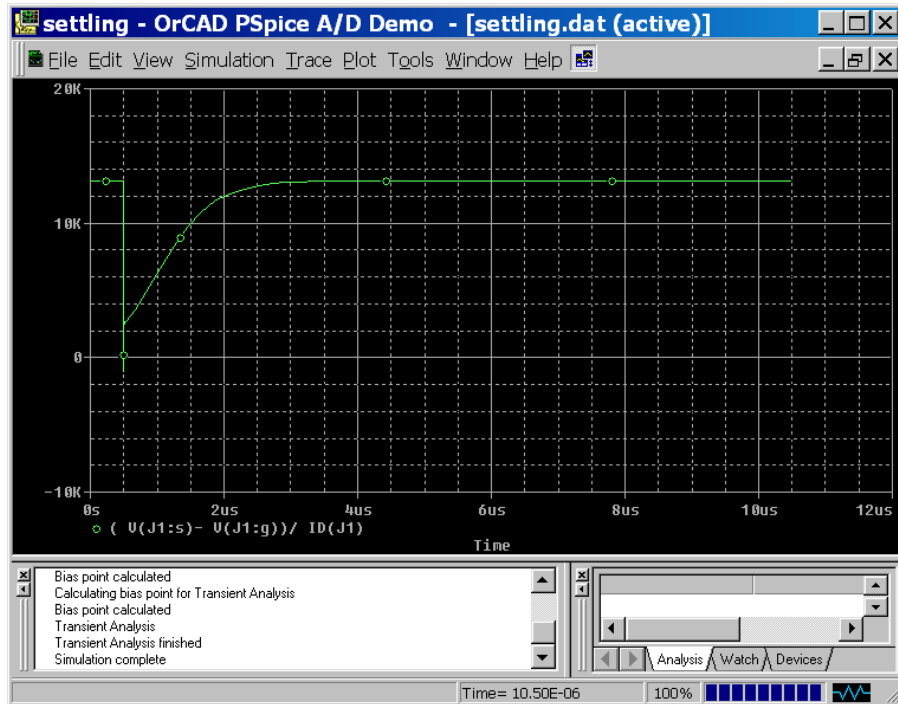 settling - OrCAD PSpice A/D Demo - [settling.dat (active)]
File Edit View Simulation Trace Plot Tools Window Help
20K
10K
0
-10K
0s 2us 4us 6us 8us 10us 12us
( V(J1:s)- V(J1:g))/ ID(J1)
Time
Bias point calculated
Calculating bias point for Transient Analysis
Bias point calculated
Transient Analysis
Transient Analysis finished
Simulation complete
Analysis Watch Devices
Time= 10.50E-06 100%